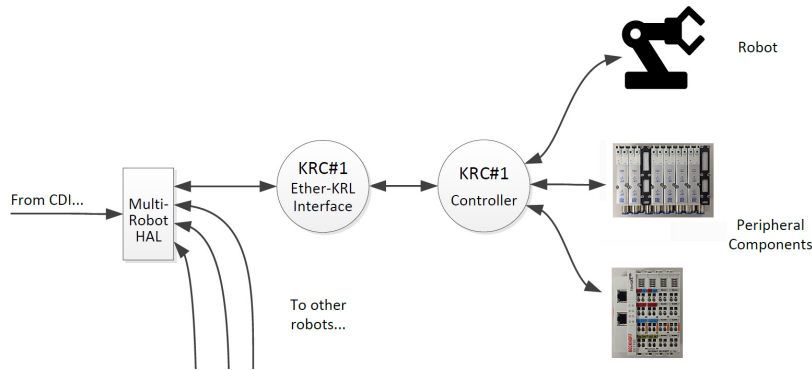 Robot
KRC#1
Ether-KRL
Interface
KRC#1
Controller
From CDI...
Multi-
Robot
HAL
Peripheral
Components
To other
robots...